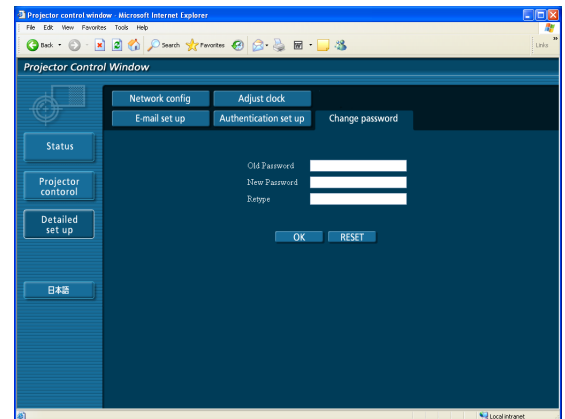 Projector control window - Microsoft Internet Explorer
File Edit View Favorites Tools Help
Back Search Favorites Links
Projector Control Window
Network config Adjust clock
E-mail set up Authentication set up Change password
Status
Projector
contorol
Detailed
set up
日本語
Old Password
New Password
Retype
OK RESET
Local intranet